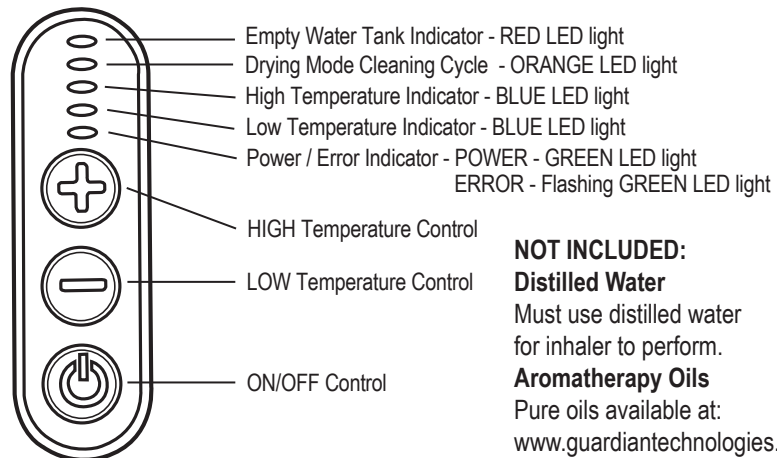 Empty Water Tank Indicator - RED LED light
Drying Mode Cleaning Cycle - ORANGE LED light
High Temperature Indicator - BLUE LED light
Low Temperature Indicator - BLUE LED light
Power / Error Indicator - POWER - GREEN LED light
ERROR - Flashing GREEN LED light
HIGH Temperature Control
LOW Temperature Control
ON/OFF Control
NOT INCLUDED:
Distilled Water
Must use distilled water
for inhaler to perform.
Aromatherapy Oils
Pure oils available at:
www.guardiantechnologies.